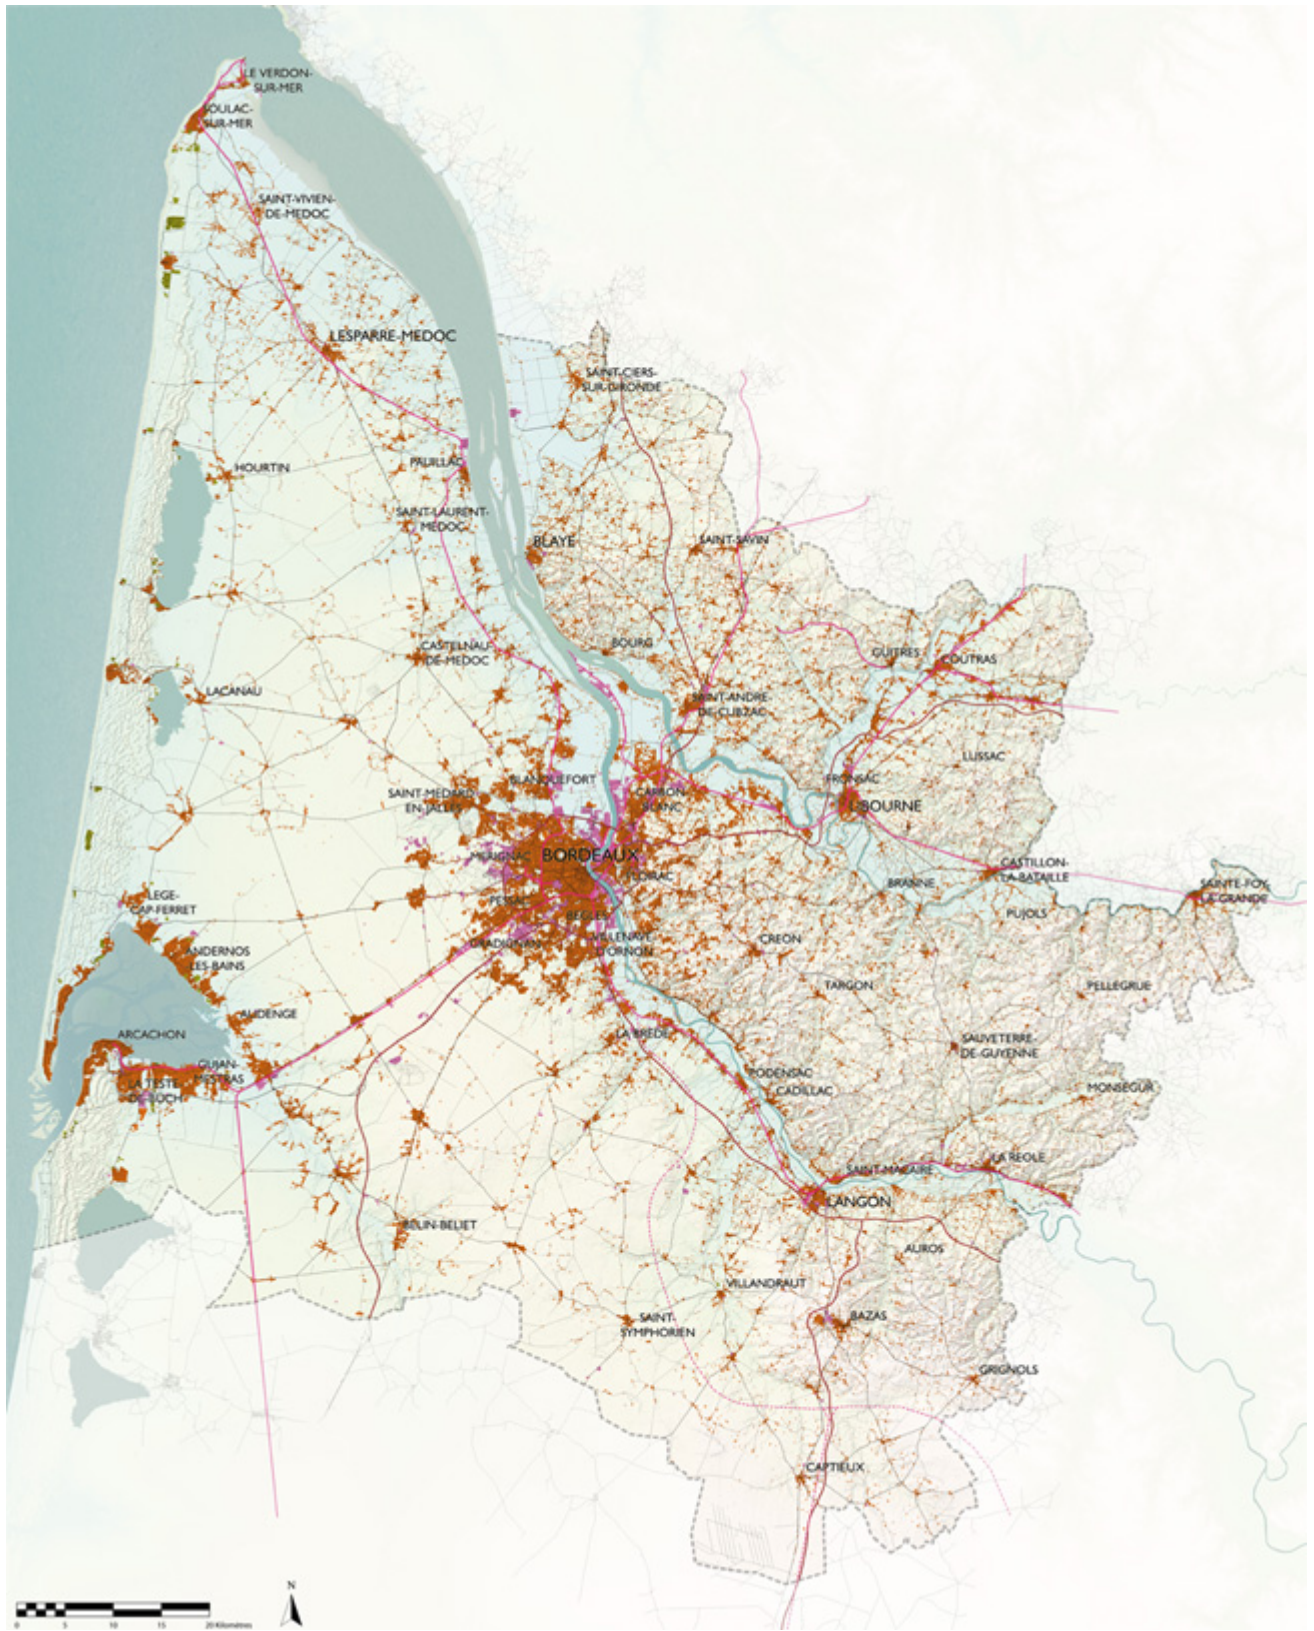 LE VERDON-
SUR-MER
SOULAC-
SUR-MER
SAINT-VIVIEN-
DE-MEDOC
LESPARRE-MEDOC
SAINT-CIERS-
SUR-GIRONDE
PAUILLAC
HOURTIN
SAINT-LAURENT-
MEDOC
BLAYE
SAINT-SAVIN
CASTELNAU-
DE-MEDOC
BOURG
GUITRES
COUTRAS
LACANAU
SAINT-ANDRE-
DE-CUBZAC
LUSSAC
BLANQUEFORT
SAINT-MEDARD-
EN-JALLES
CARBON-
BLANC
FRONSAC
LIBOURNE
MERIGNAC
BORDEAUX
FLOIRAC
CASTILLON-
LA-BATAILLE
BRANNE
SAINTE-FOY-
LA-GRANDE
LEGE-
CAP-FERRET
PESSAC
BEGLES
PUJOLS
GRADIGNAN
VILLENAVE-
D'ORNON
CREON
ANDERNOS
LES-BAINS
TARGON
PELLEGRUE
AUDENGE
ARCACHON
LA BREDE
SAUVETERRE-
DE-GUYENNE
GUJAN-
MESTRAS
LA TESTE-
DE-BUCH
PODENSAC
CADILLAC
MONSEGUR
SAINT-MACAIRE
LA REOLE
LANGON
BELIN-BELIET
AUROS
VILLANDRAUT
SAINT-
SYMPHORIEN
BAZAS
GRIGNOLS
CAPTIEUX
N
0 5 10 15 20 Kilomètres